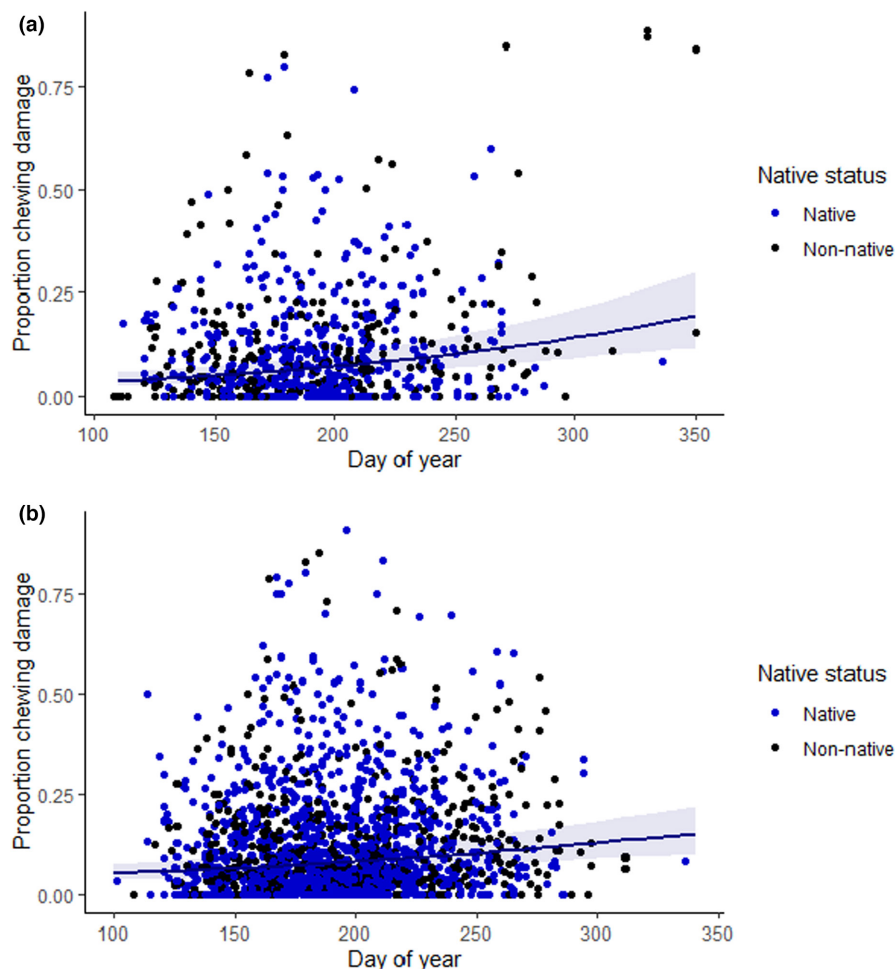 (a)
Proportion chewing damage
0.75
0.50
0.25
0.00
100 150 200 250 300 350
Day of year
Native status
Native
Non-native
(b)
Proportion chewing damage
0.75
0.50
0.25
0.00
100 150 200 250 300 350
Day of year
Native status
Native
Non-native